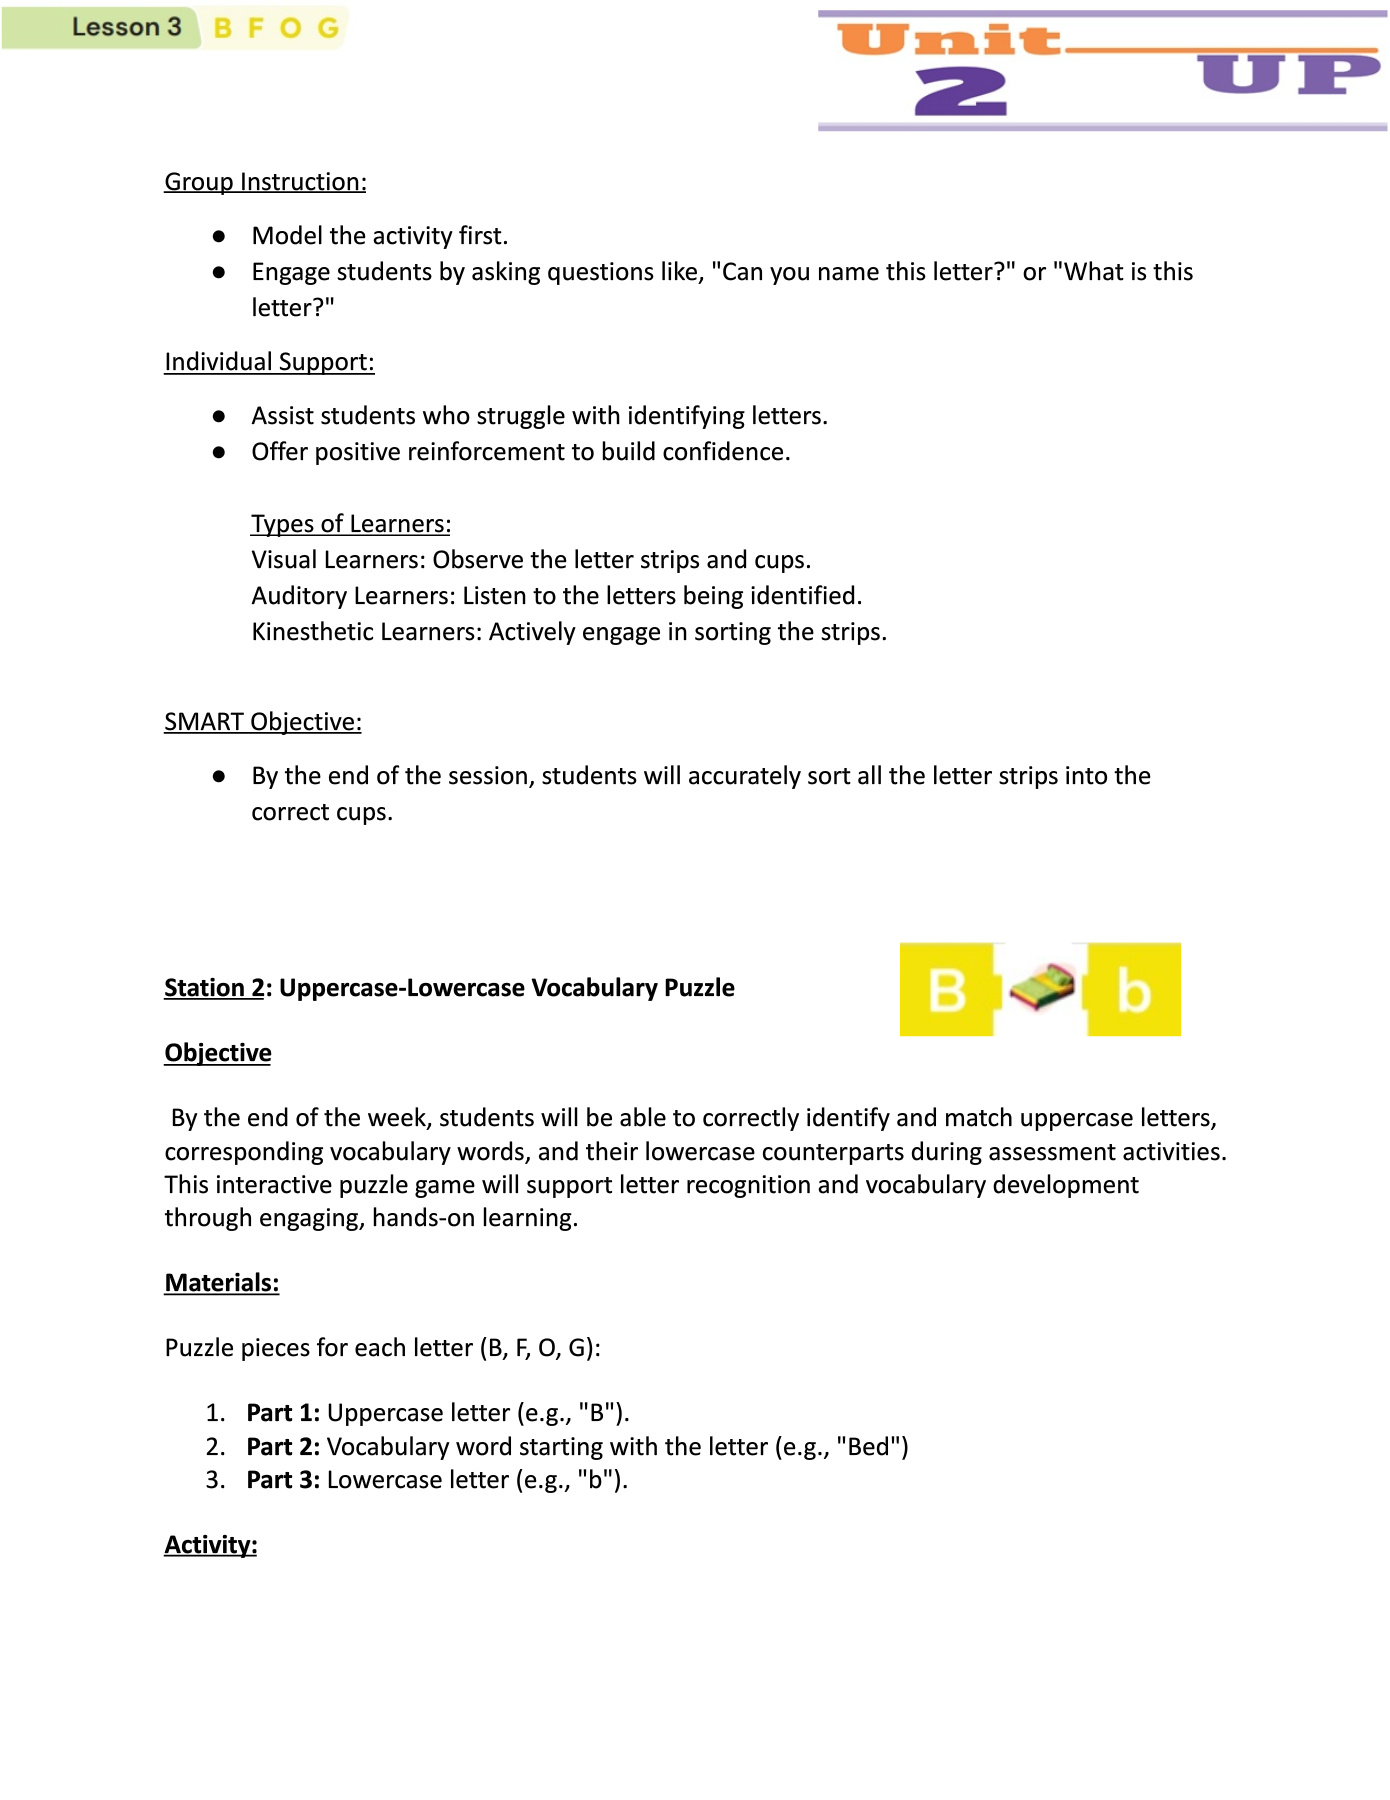 Lesson 3 B F O G
Unit
2 UP
Group Instruction:
● Model the activity first.
● Engage students by asking questions like, "Can you name this letter?" or "What is this
letter?"
Individual Support:
● Assist students who struggle with identifying letters.
● Offer positive reinforcement to build confidence.
Types of Learners:
Visual Learners: Observe the letter strips and cups.
Auditory Learners: Listen to the letters being identified.
Kinesthetic Learners: Actively engage in sorting the strips.
SMART Objective:
● By the end of the session, students will accurately sort all the letter strips into the
correct cups.
Station 2: Uppercase-Lowercase Vocabulary Puzzle
B b
Objective
By the end of the week, students will be able to correctly identify and match uppercase letters,
corresponding vocabulary words, and their lowercase counterparts during assessment activities.
This interactive puzzle game will support letter recognition and vocabulary development
through engaging, hands-on learning.
Materials:
Puzzle pieces for each letter (B, F, O, G):
1. Part 1: Uppercase letter (e.g., "B").
2. Part 2: Vocabulary word starting with the letter (e.g., "Bed")
3. Part 3: Lowercase letter (e.g., "b").
Activity: